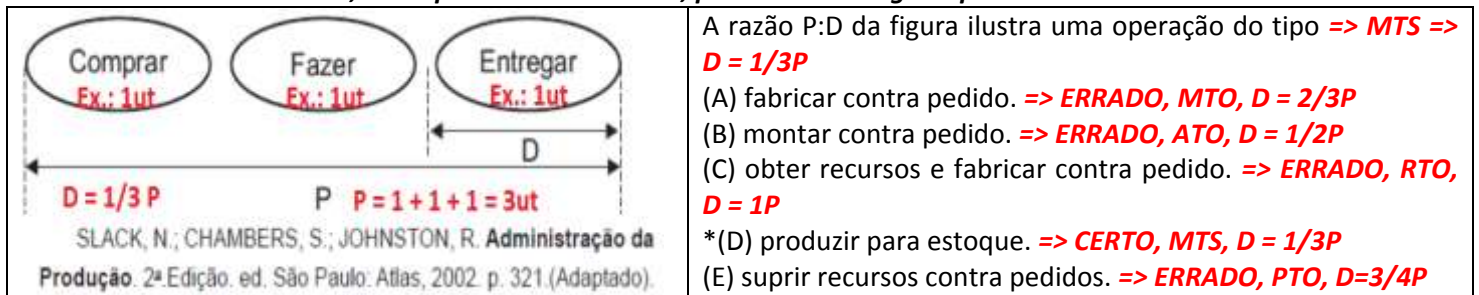 Comprar Fazer Entregar
Ex.: 1ut Ex.: 1ut Ex.: 1ut
D
D = 1/3 P P P = 1 + 1 + 1 = 3ut
SLACK, N.; CHAMBERS, S.; JOHNSTON, R. Administração da
Produção. 2ª.Edição. ed. São Paulo: Atlas, 2002. p. 321.(Adaptado).
A razão P:D da figura ilustra uma operação do tipo => MTS =>
D = 1/3P
(A) fabricar contra pedido. => ERRADO, MTO, D = 2/3P
(B) montar contra pedido. => ERRADO, ATO, D = 1/2P
(C) obter recursos e fabricar contra pedido. => ERRADO, RTO,
D = 1P
*(D) produzir para estoque. => CERTO, MTS, D = 1/3P
(E) suprir recursos contra pedidos. => ERRADO, PTO, D=3/4P